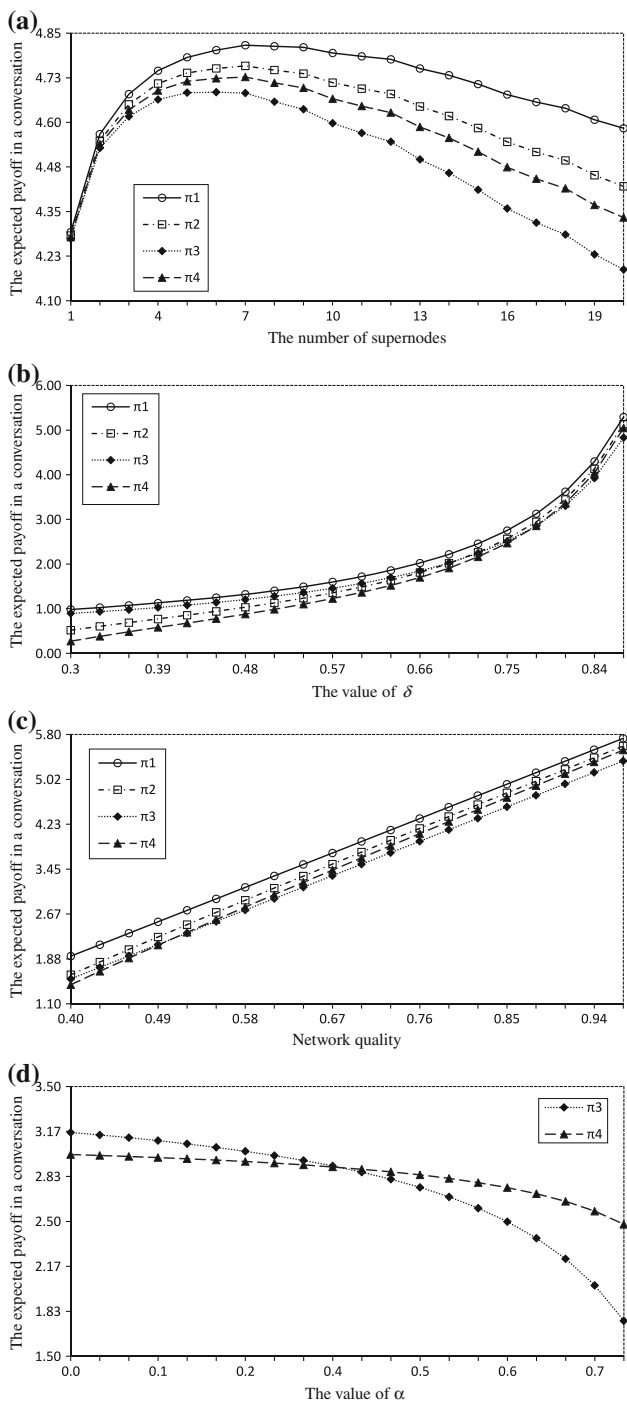 (a)
The expected payoff in a conversation
4.85
4.73
4.60
4.48
4.35
4.23
4.10
π1
π2
π3
π4
1 4 7 10 13 16 19
The number of supernodes
(b)
The expected payoff in a conversation
6.00
5.00
4.00
3.00
2.00
1.00
0.00
π1
π2
π3
π4
0.3 0.39 0.48 0.57 0.66 0.75 0.84
The value of δ
(c)
The expected payoff in a conversation
5.80
5.02
4.23
3.45
2.67
1.88
1.10
π1
π2
π3
π4
0.40 0.49 0.58 0.67 0.76 0.85 0.94
Network quality
(d)
The expected payoff in a conversation
3.50
3.17
2.83
2.50
2.17
1.83
1.50
π3
π4
0.0 0.1 0.2 0.4 0.5 0.6 0.7
The value of α